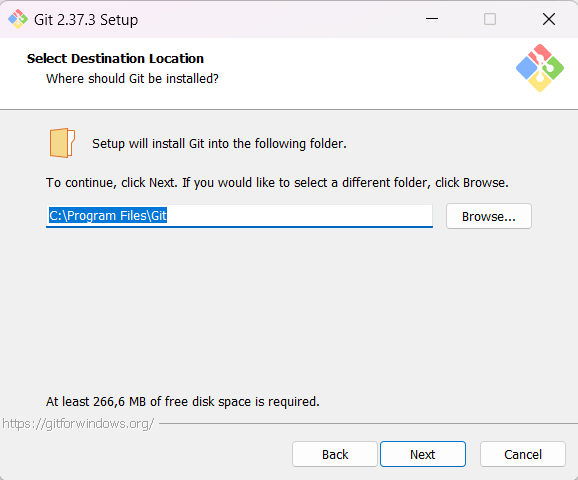 Git 2.37.3 Setup
Select Destination Location
Where should Git be installed?
Setup will install Git into the following folder.
To continue, click Next. If you would like to select a different folder, click Browse.
C:\Program Files\Git
Browse...
At least 266,6 MB of free disk space is required.
https://gitforwindows.org/
Back
Next
Cancel